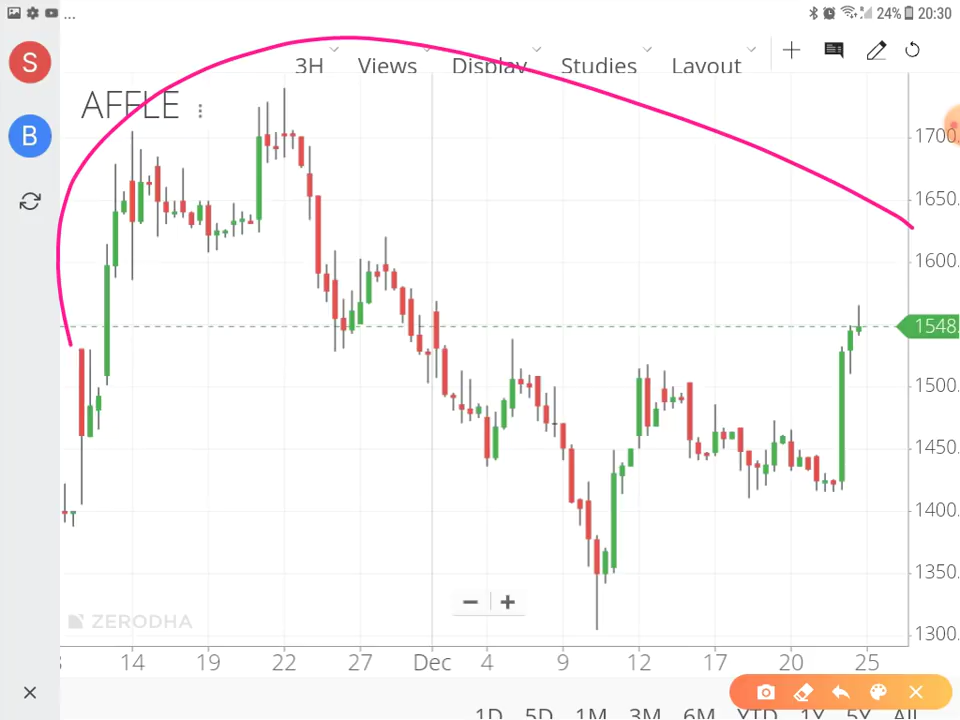 ... 24% 20:30
S 3H Views Display Studies Layout
AFFLE
B
1700.
1650.
1600.
1548
1500.
1450.
1400.
1350.
1300.
ZERODHA
14 19 22 27 Dec 4 9 12 17 20 25
1D 5D 1M 3M 6M YTD 1Y 5Y All